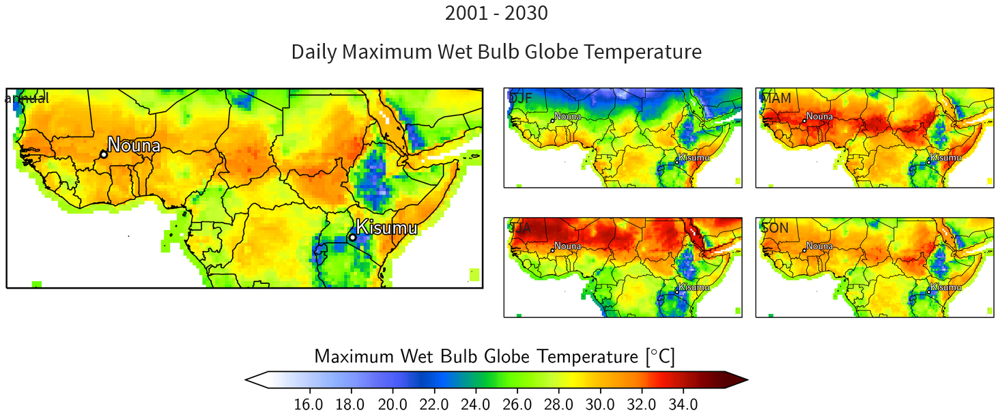 2001 - 2030
Daily Maximum Wet Bulb Globe Temperature
annual
Nouna
Kisumu
DJF
Nouna
Kisumu
MAM
Nouna
Kisumu
JJA
Nouna
Kisumu
SON
Nouna
Kisumu
Maximum Wet Bulb Globe Temperature [°C]
16.0 18.0 20.0 22.0 24.0 26.0 28.0 30.0 32.0 34.0